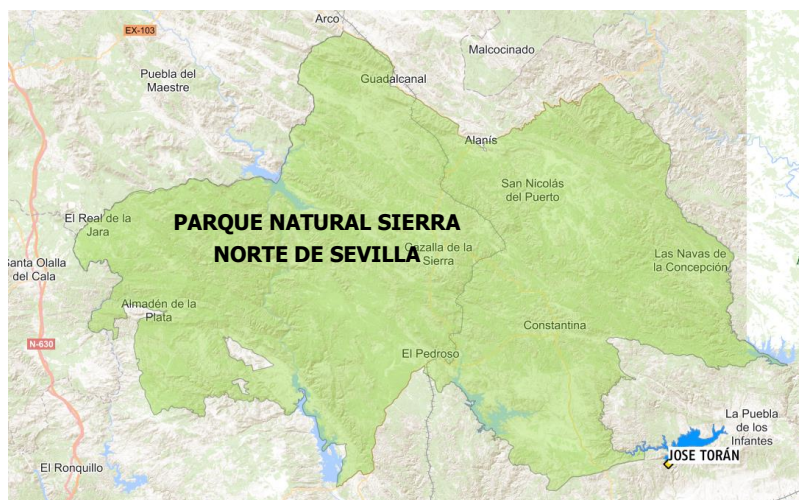 Arco
EX-103
Malcocinado
Puebla del
Maestre
Guadalcanal
Alanís
San Nicolás
del Puerto
El Real de la
Jara
PARQUE NATURAL SIERRA
NORTE DE SEVILLA
Cazalla de la
Sierra
Santa Olalla
del Cala
Las Navas de
la Concepción
Almadén de la
Plata
Constantina
N-630
El Pedroso
La Puebla
de los
Infantes
JOSE TORÁN
El Ronquillo